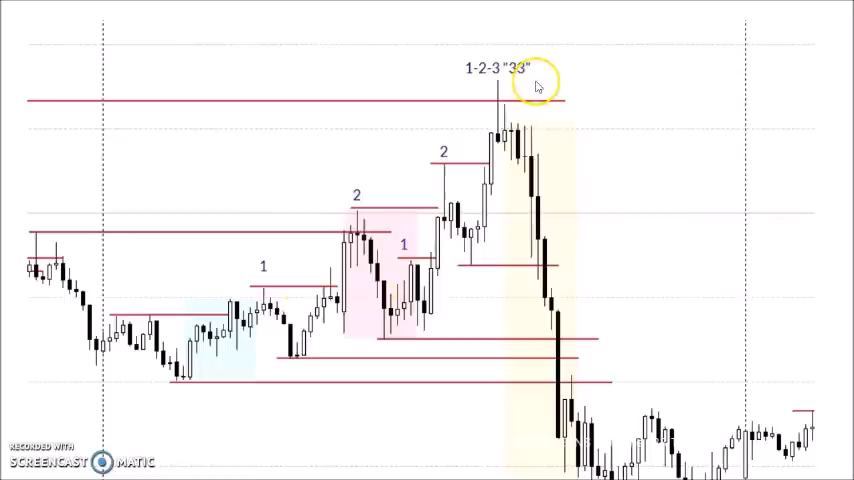 1-2-3 "33"
2
2
1
1
RECORDED WITH
SCREENCAST MATIC